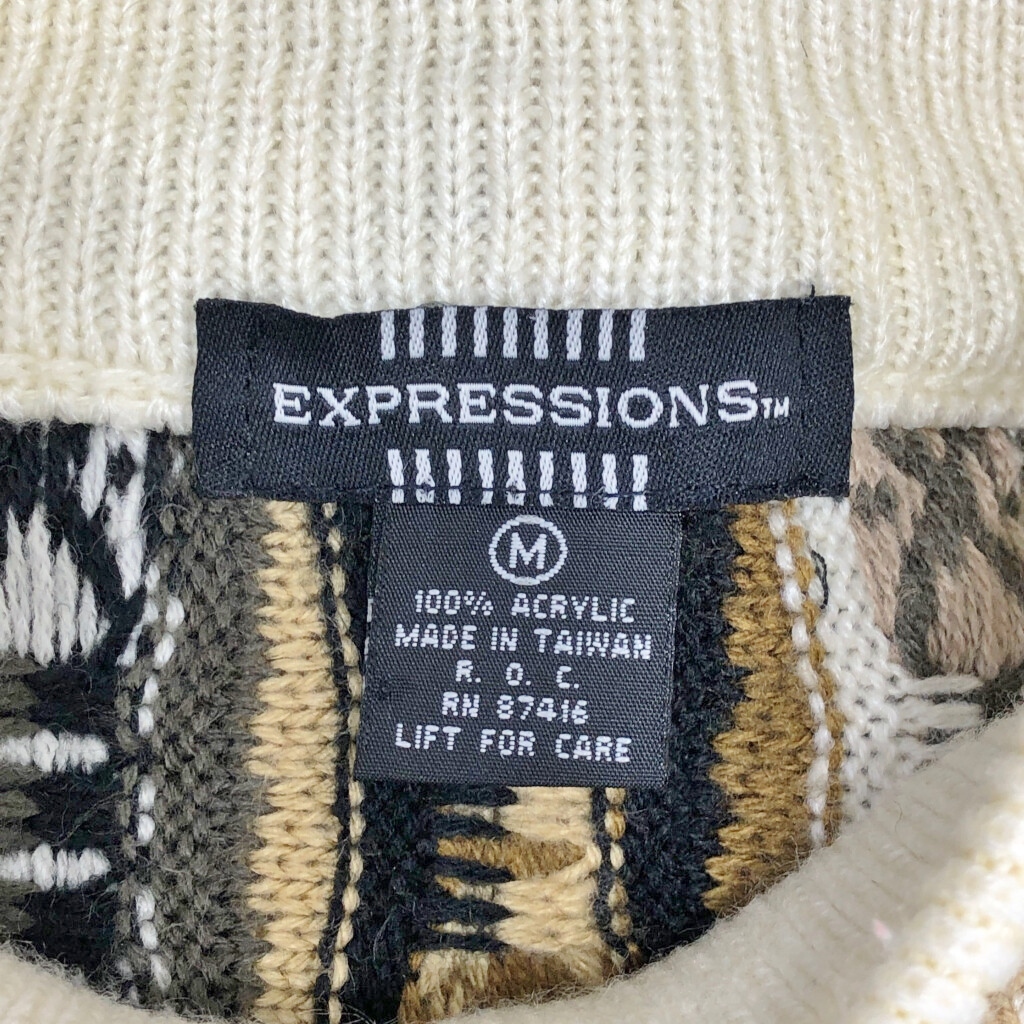 EXPRESSIONS™
M
100% ACRYLIC
MADE IN TAIWAN
R. O. C.
RN 87416
LIFT FOR CARE